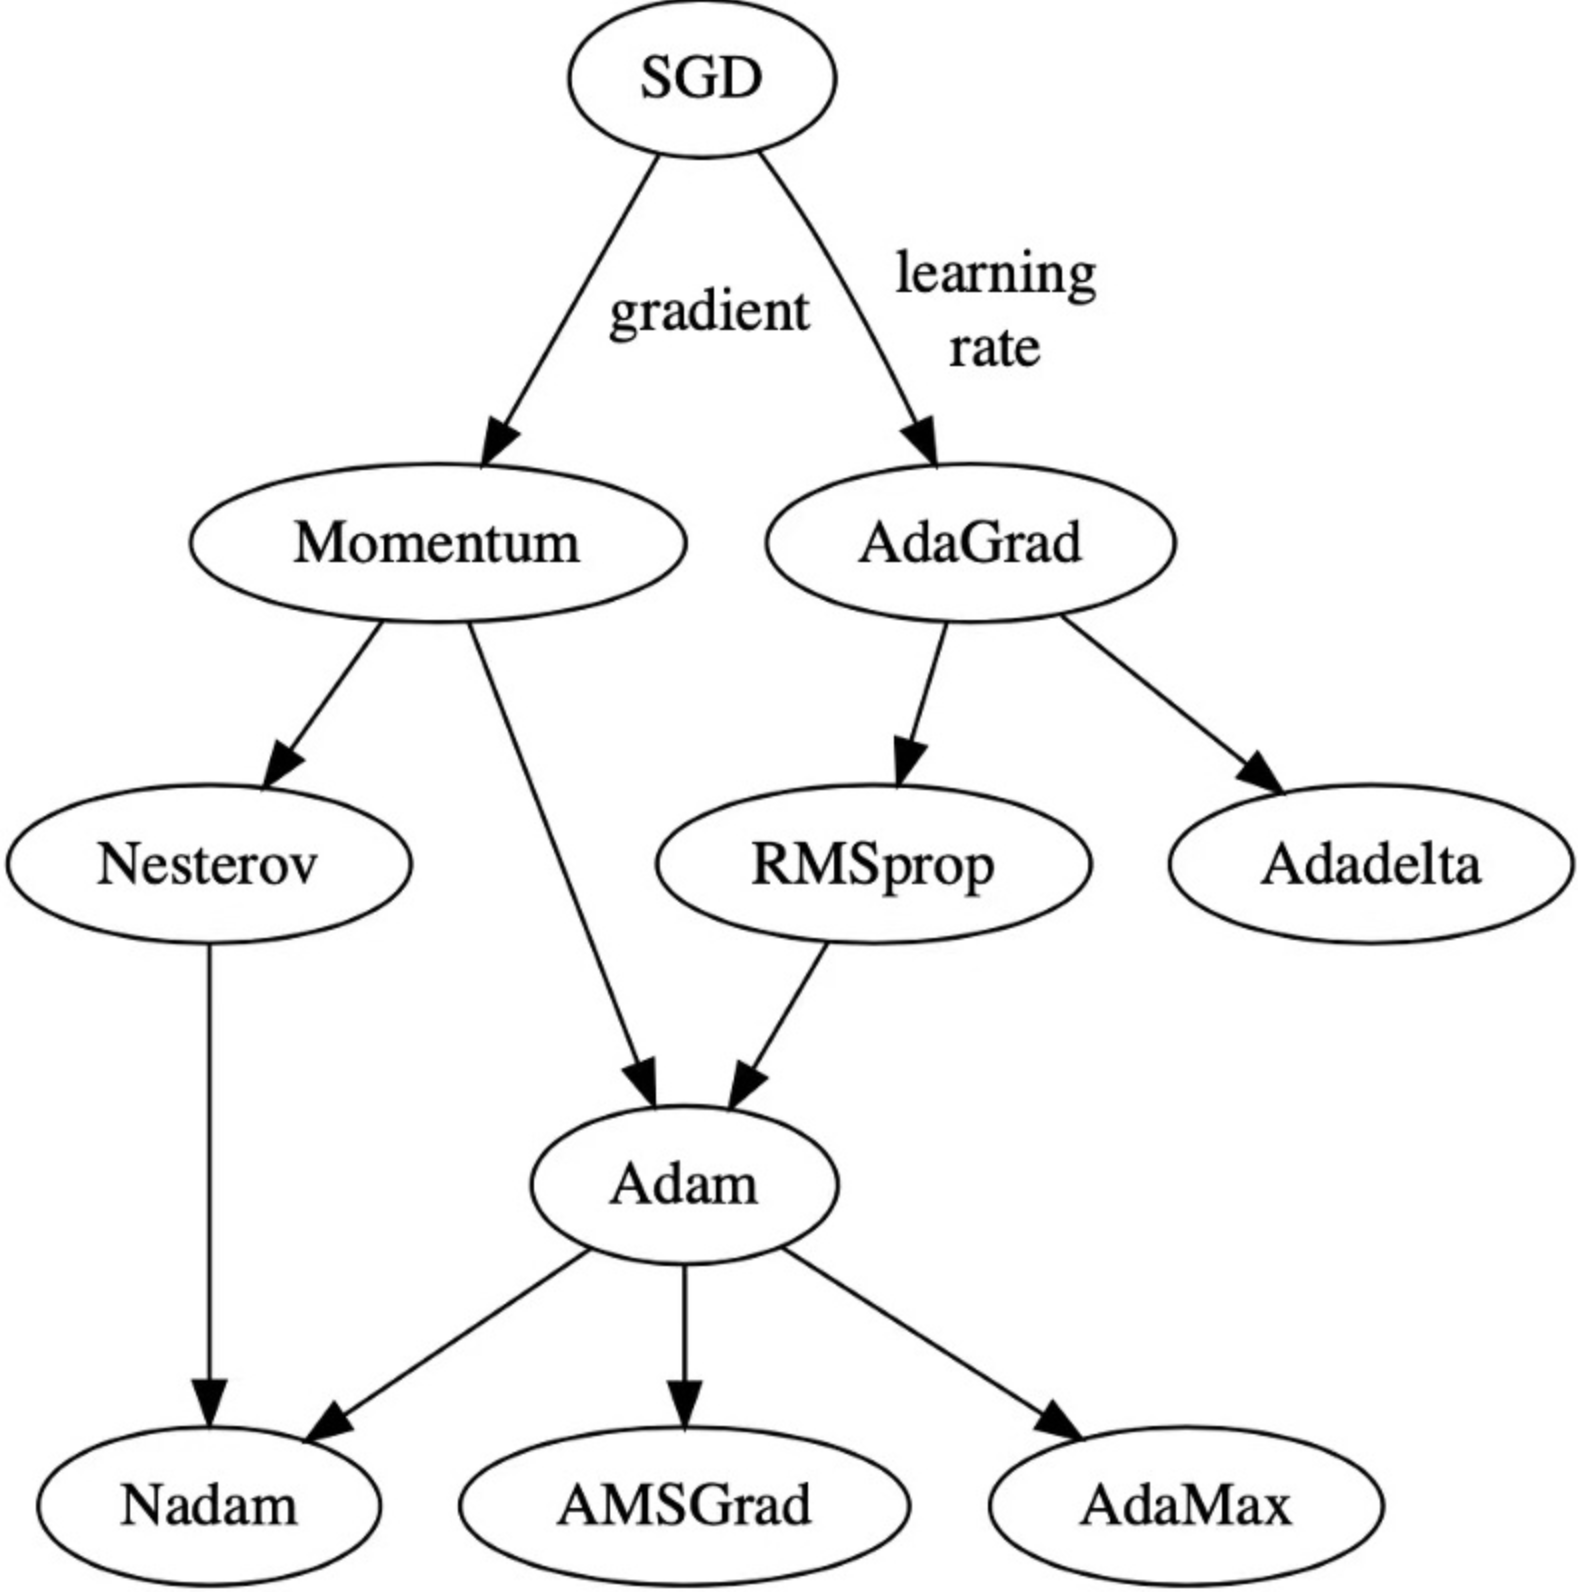 SGD
gradient
learning
rate
Momentum
AdaGrad
Nesterov
RMSprop
Adadelta
Adam
Nadam
AMSGrad
AdaMax